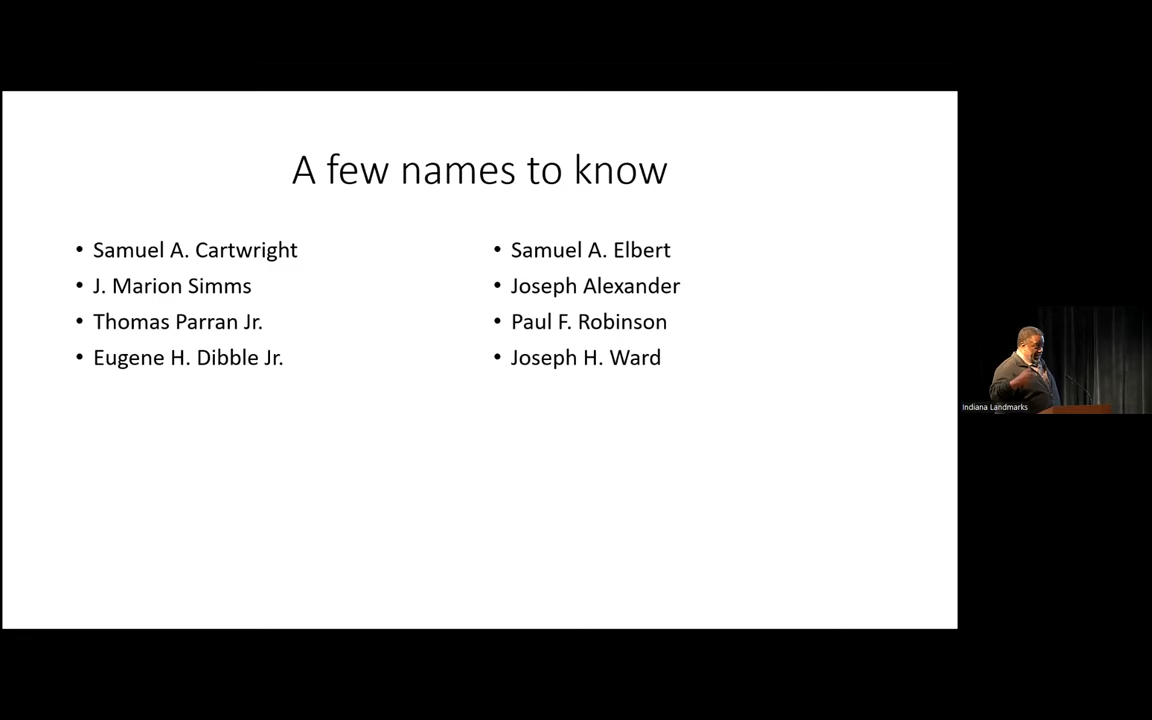 A few names to know
• Samuel A. Cartwright
• J. Marion Simms
• Thomas Parran Jr.
• Eugene H. Dibble Jr.
• Samuel A. Elbert
• Joseph Alexander
• Paul F. Robinson
• Joseph H. Ward
Indiana Landmarks